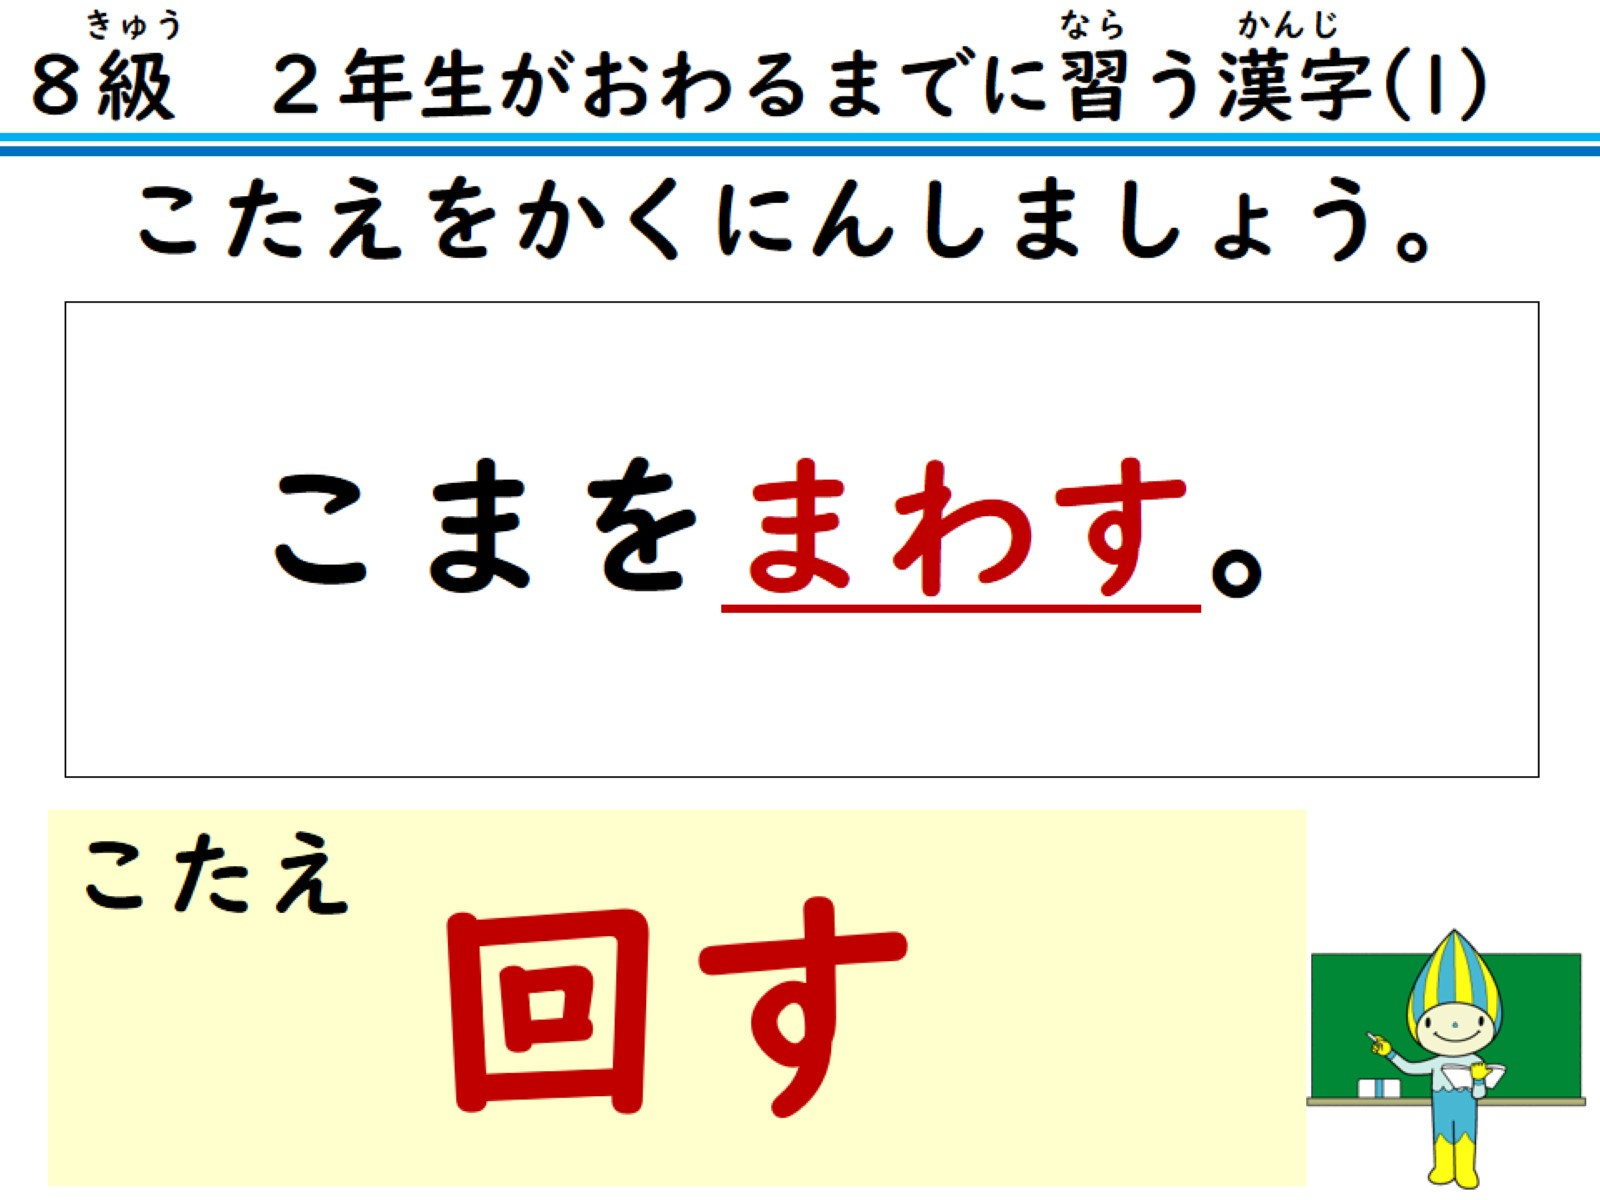 きゅう なら かんじ
８級　２年生がおわるまでに習う漢字(1)
こたえをかくにんしましょう。
こまをまわす。
こたえ
回す